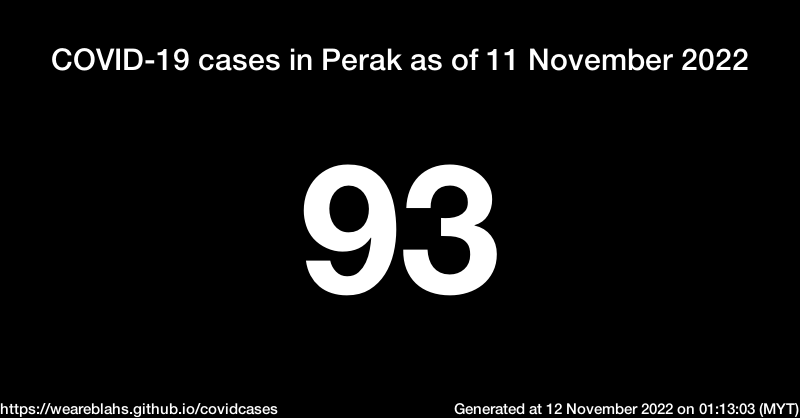 COVID-19 cases in Perak as of 11 November 2022
93
https://weareblahs.github.io/covidcases
Generated at 12 November 2022 on 01:13:03 (MYT)